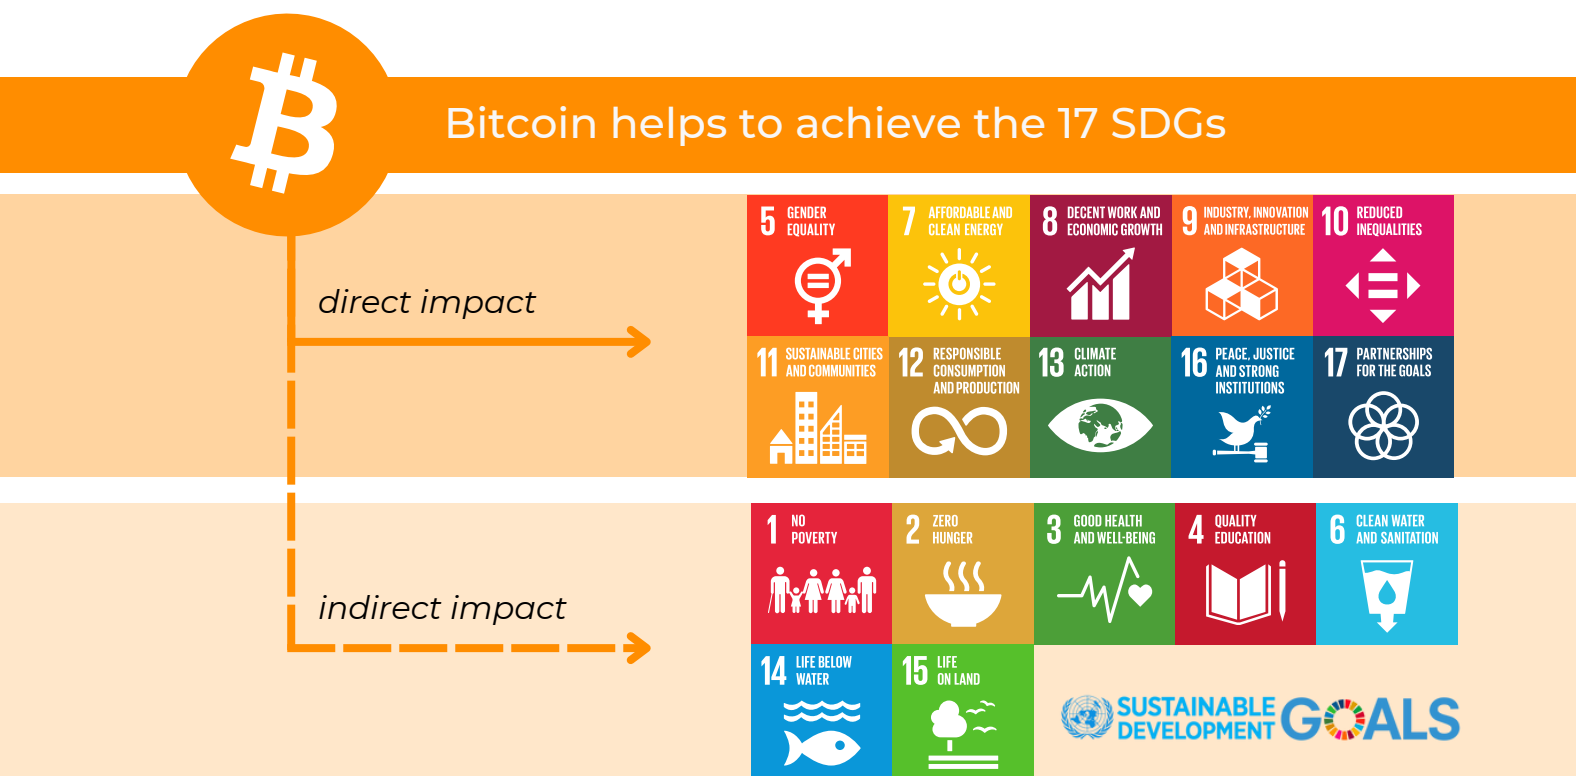 Bitcoin helps to achieve the 17 SDGs
direct impact
5 GENDER
EQUALITY
7 AFFORDABLE AND
CLEAN ENERGY
8 DECENT WORK AND
ECONOMIC GROWTH
9 INDUSTRY, INNOVATION
AND INFRASTRUCTURE
10 REDUCED
INEQUALITIES
11 SUSTAINABLE CITIES
AND COMMUNITIES
12 RESPONSIBLE
CONSUMPTION
AND PRODUCTION
13 CLIMATE
ACTION
16 PEACE, JUSTICE
AND STRONG
INSTITUTIONS
17 PARTNERSHIPS
FOR THE GOALS
indirect impact
1 NO
POVERTY
2 ZERO
HUNGER
3 GOOD HEALTH
AND WELL-BEING
4 QUALITY
EDUCATION
6 CLEAN WATER
AND SANITATION
14 LIFE BELOW
WATER
15 LIFE
ON LAND
SUSTAINABLE
DEVELOPMENT
GOALS